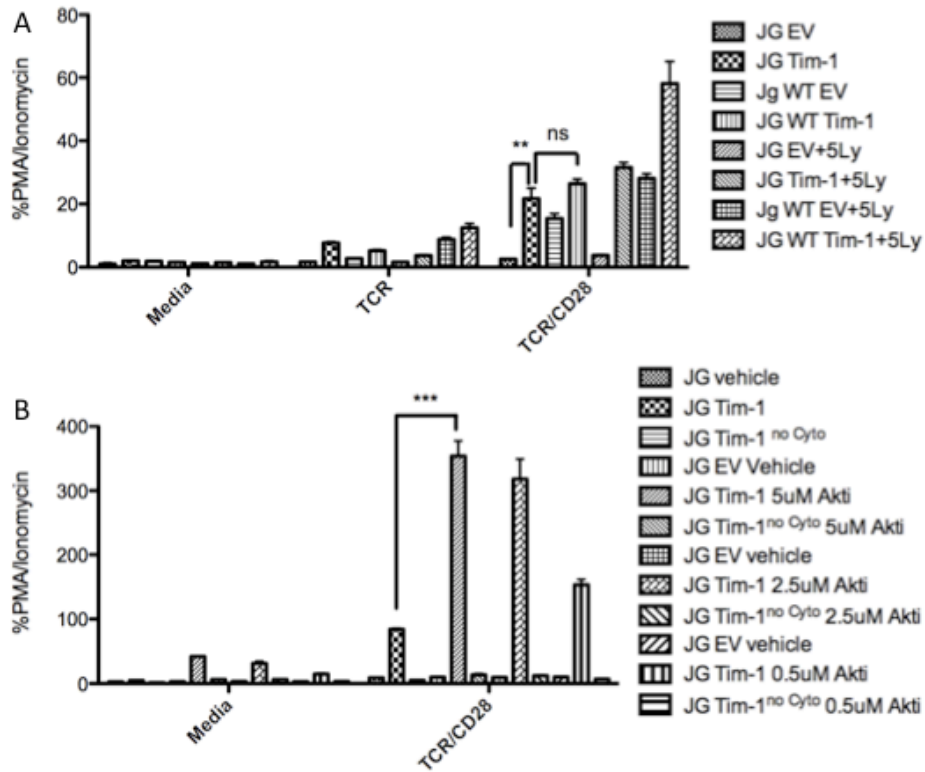 A
80
60
40
20
0
%PMA/Ionomycin
**
ns
Media
TCR
TCR/CD28
JG EV
JG Tim-1
Jg WT EV
JG WT Tim-1
JG EV+5Ly
JG Tim-1+5Ly
Jg WT EV+5Ly
JG WT Tim-1+5Ly
B
400
300
200
100
0
%PMA/Ionomycin
***
Media
TCR/CD28
JG vehicle
JG Tim-1
JG Tim-1 no Cyto
JG EV Vehicle
JG Tim-1 5uM Akti
JG Tim-1no Cyto 5uM Akti
JG EV vehicle
JG Tim-1 2.5uM Akti
JG Tim-1no Cyto 2.5uM Akti
JG EV vehicle
JG Tim-1 0.5uM Akti
JG Tim-1no Cyto 0.5uM Akti